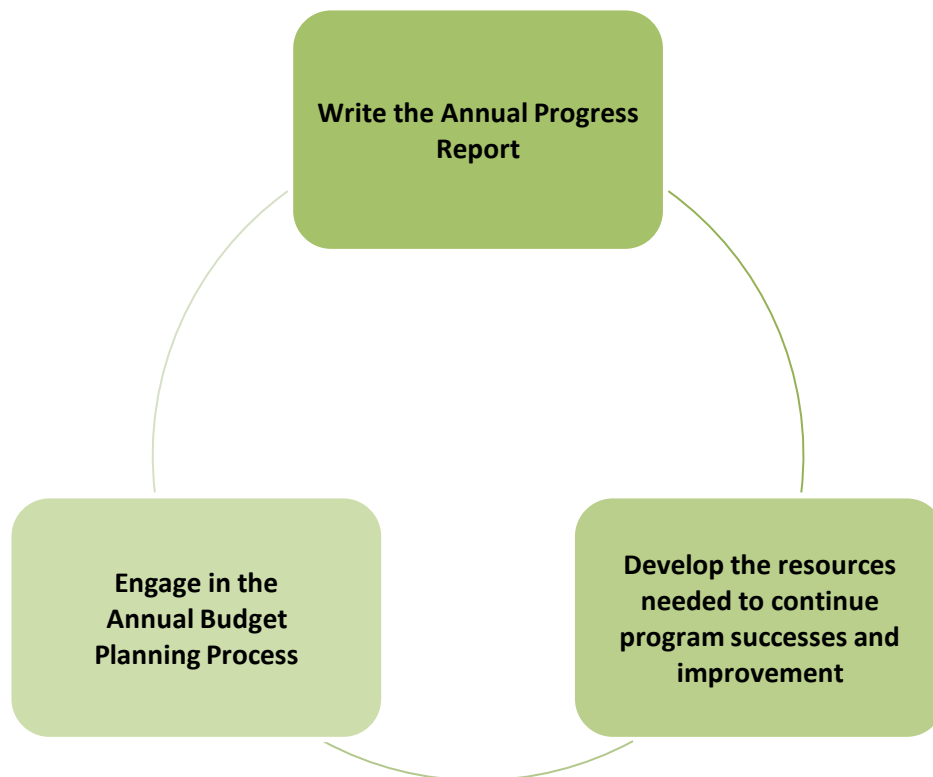 Write the Annual Progress
Report
Engage in the
Annual Budget
Planning Process
Develop the resources
needed to continue
program successes and
improvement